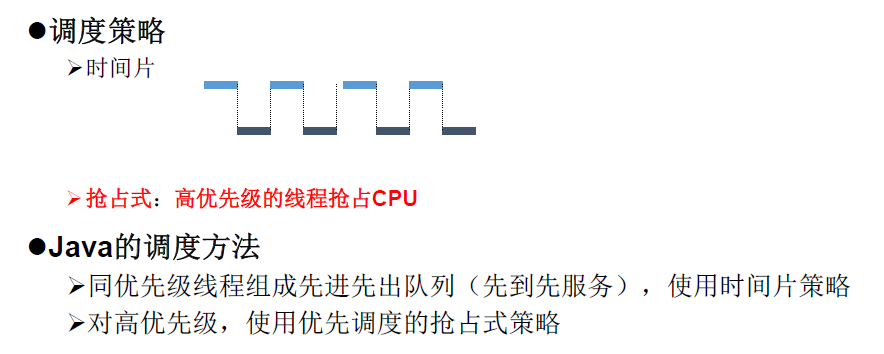 ●调度策略
➢时间片
➢抢占式：高优先级的线程抢占CPU
●Java的调度方法
➢同优先级线程组成先进先出队列（先到先服务），使用时间片策略
➢对高优先级，使用优先调度的抢占式策略